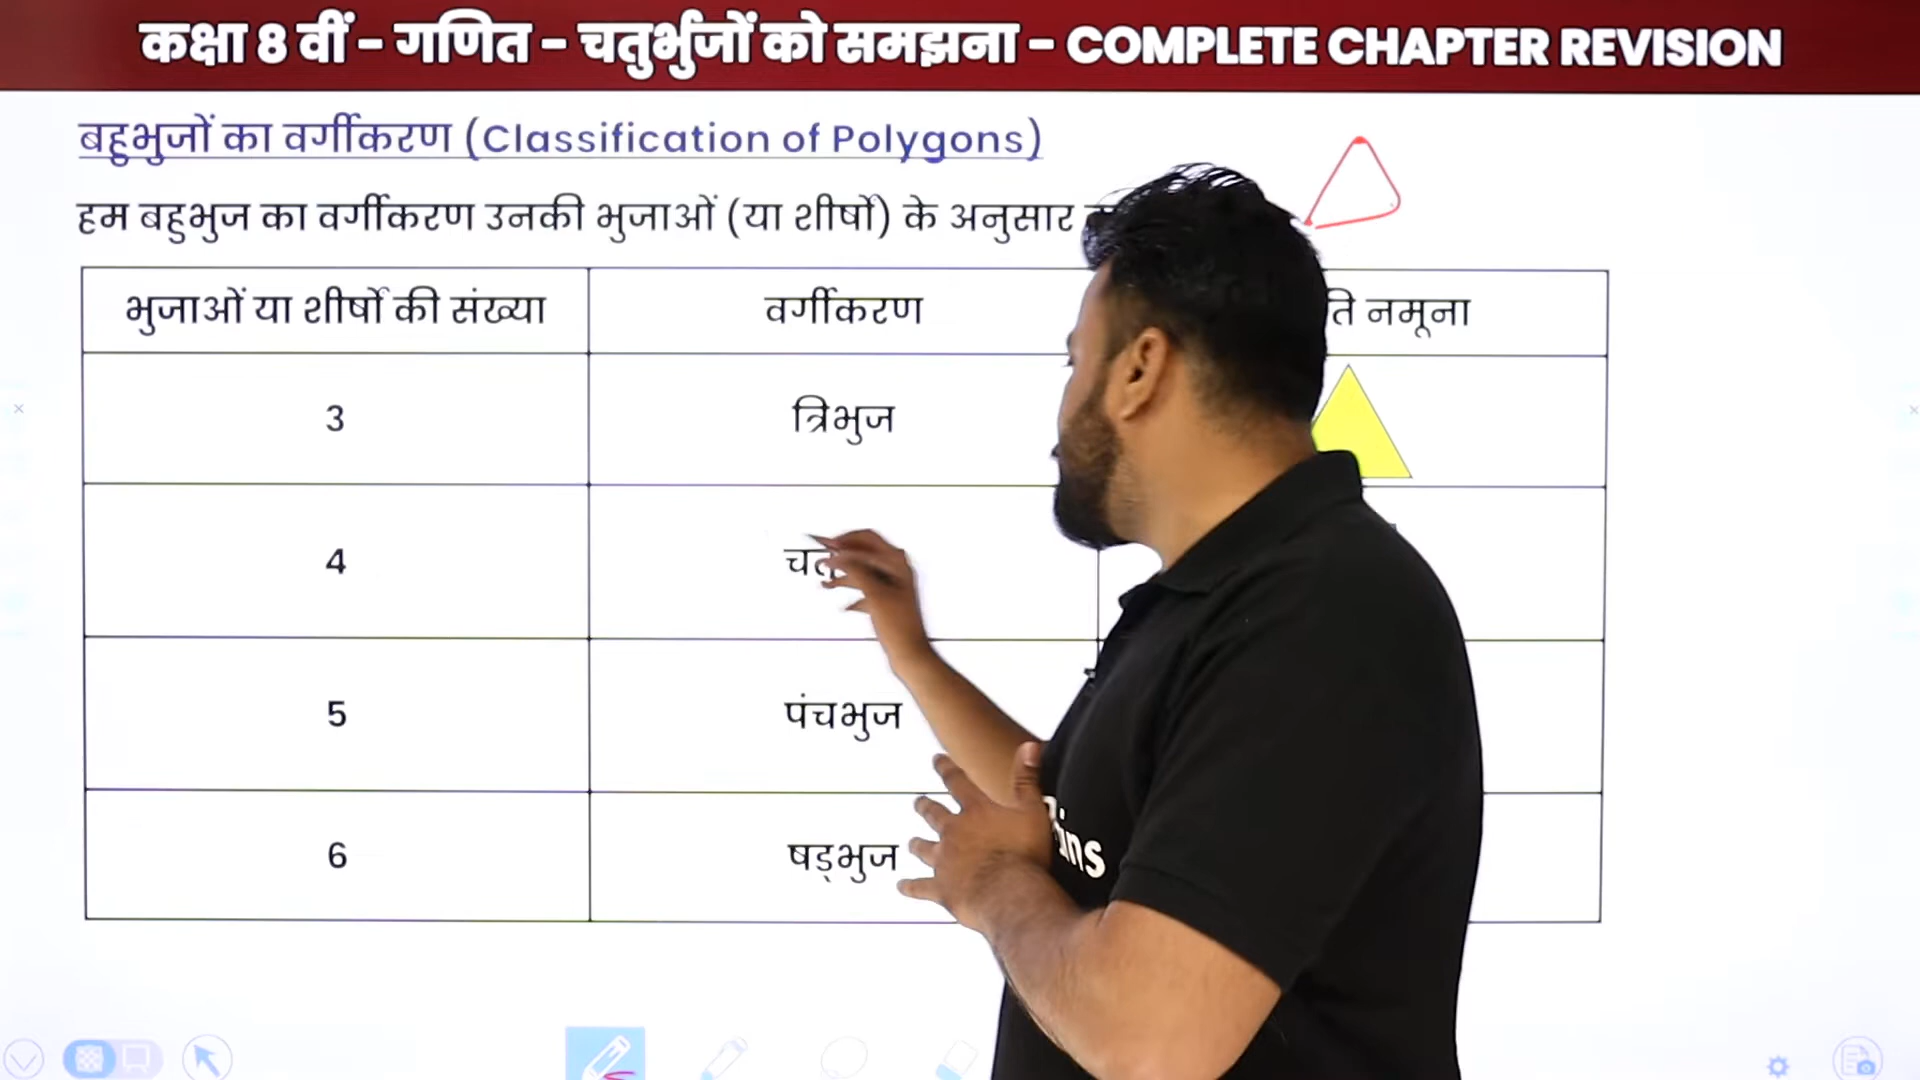 कक्षा 8 वीं – गणित – चतुर्भुजों को समझना – COMPLETE CHAPTER REVISION
बहुभुजों का वर्गीकरण (Classification of Polygons)
हम बहुभुज का वर्गीकरण उनकी भुजाओं (या शीर्षों) के अनुसार
भुजाओं या शीर्षों की संख्या वर्गीकरण नमूना
3 त्रिभुज
4
5 पंचभुज
6 षड्भुज